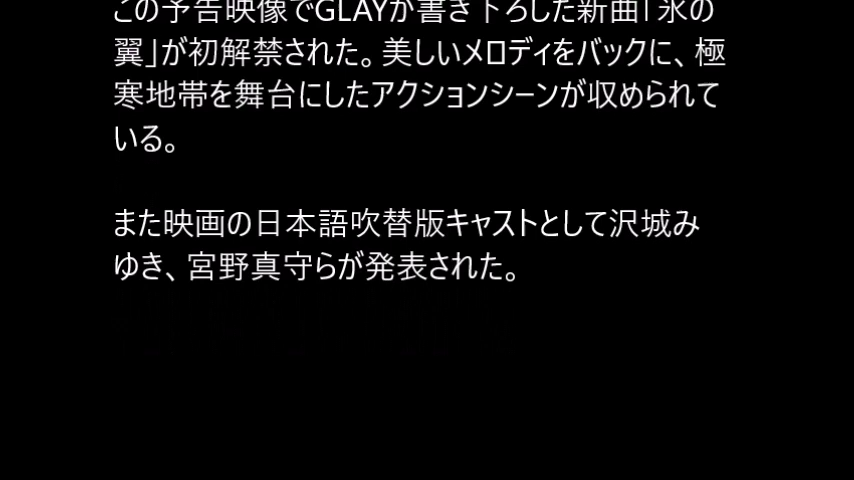 この予告映像でGLAYが書き下ろした新曲「氷の
翼」が初解禁された。美しいメロディをバックに、極
寒地帯を舞台にしたアクションシーンが収められて
いる。
また映画の日本語吹替版キャストとして沢城み
ゆき、宮野真守らが発表された。